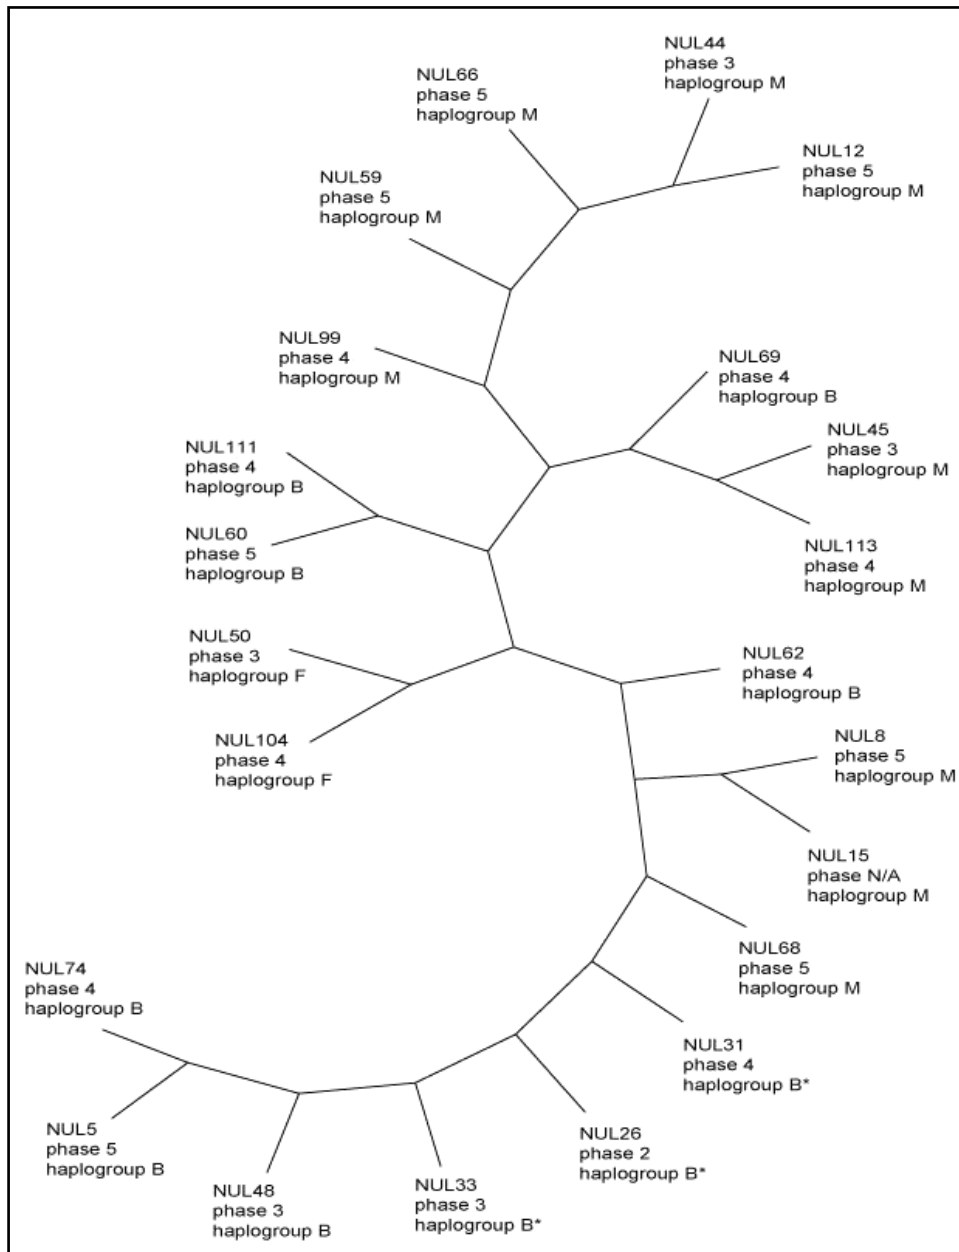 NUL44
phase 3
haplogroup M
NUL66
phase 5
haplogroup M
NUL12
phase 5
haplogroup M
NUL59
phase 5
haplogroup M
NUL99
phase 4
haplogroup M
NUL69
phase 4
haplogroup B
NUL45
phase 3
haplogroup M
NUL111
phase 4
haplogroup B
NUL60
phase 5
haplogroup B
NUL113
phase 4
haplogroup M
NUL50
phase 3
haplogroup F
NUL62
phase 4
haplogroup B
NUL104
phase 4
haplogroup F
NUL8
phase 5
haplogroup M
NUL15
phase N/A
haplogroup M
NUL68
phase 5
haplogroup M
NUL74
phase 4
haplogroup B
NUL31
phase 4
haplogroup B*
NUL5
phase 5
haplogroup B
NUL26
phase 2
haplogroup B*
NUL48
phase 3
haplogroup B
NUL33
phase 3
haplogroup B*